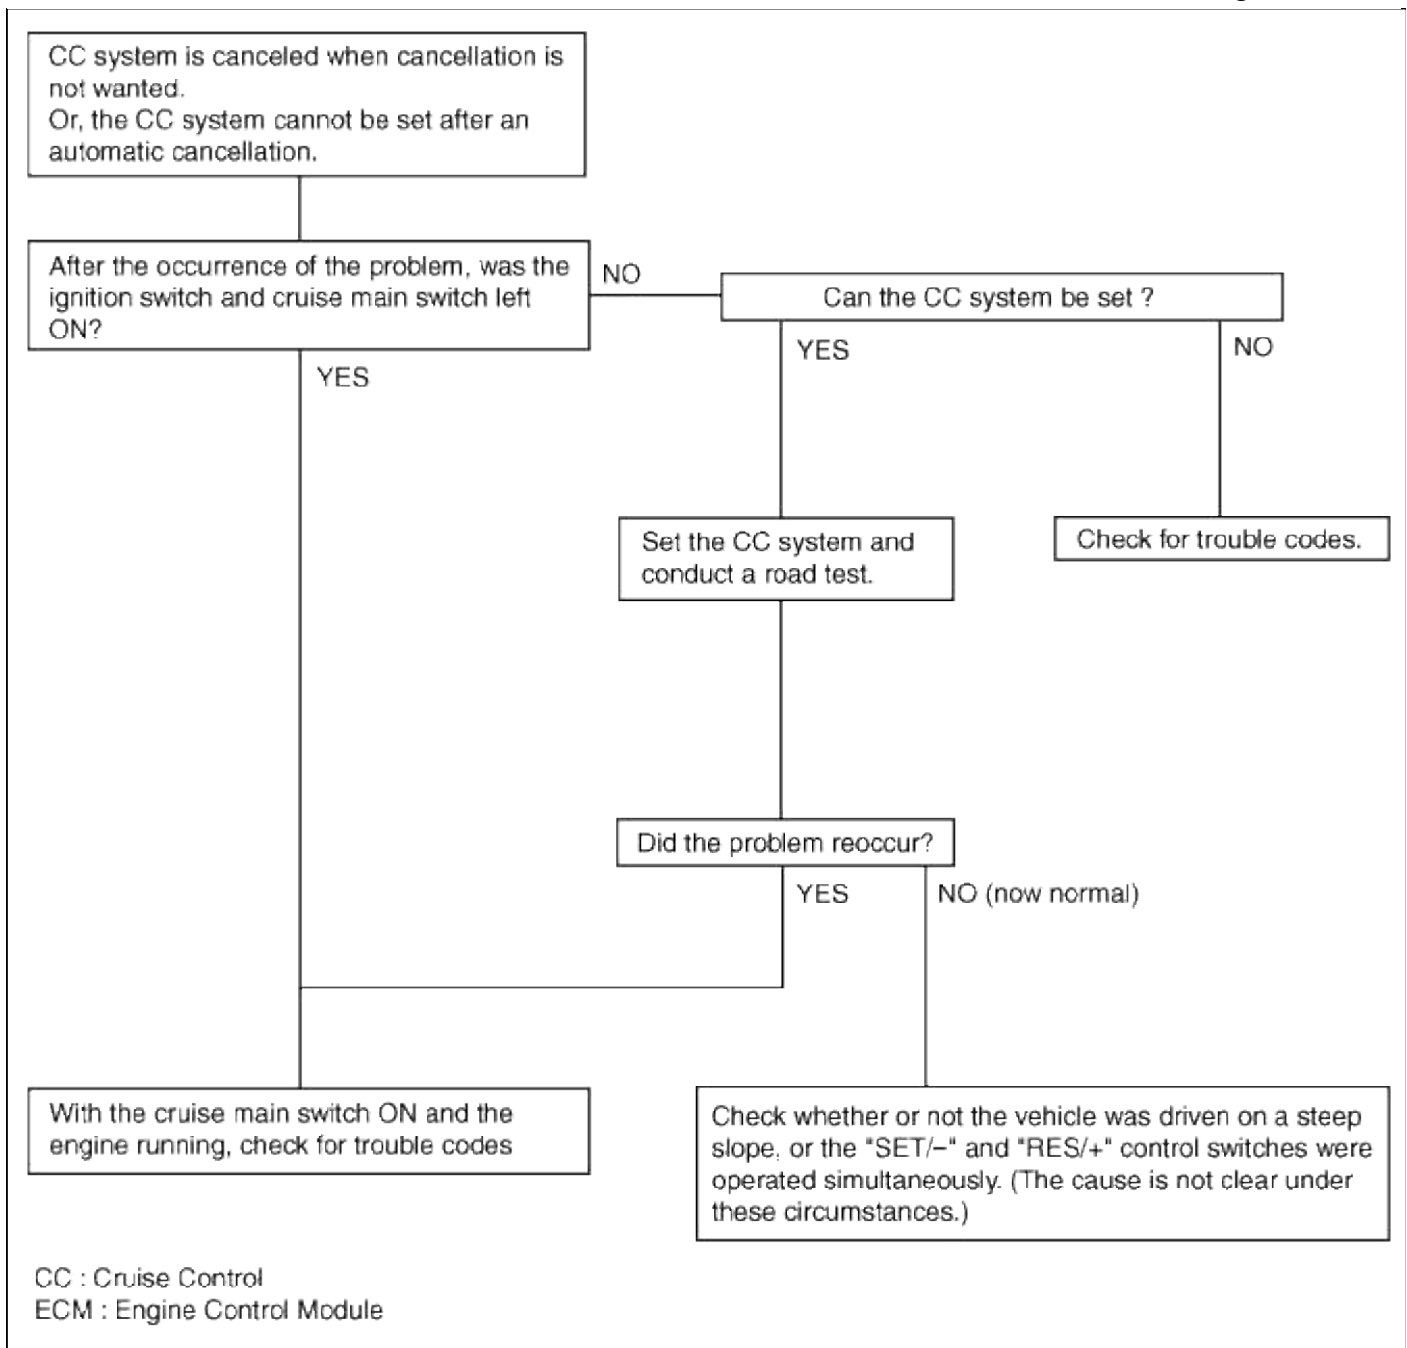 CC system is canceled when cancellation is
not wanted.
Or, the CC system cannot be set after an
automatic cancellation.
After the occurrence of the problem, was the
ignition switch and cruise main switch left
ON?
NO
Can the CC system be set ?
YES
YES
NO
Set the CC system and
conduct a road test.
Check for trouble codes.
Did the problem reoccur?
YES
NO (now normal)
With the cruise main switch ON and the
engine running, check for trouble codes
Check whether or not the vehicle was driven on a steep
slope, or the "SET/−" and "RES/+" control switches were
operated simultaneously. (The cause is not clear under
these circumstances.)
CC : Cruise Control
ECM : Engine Control Module